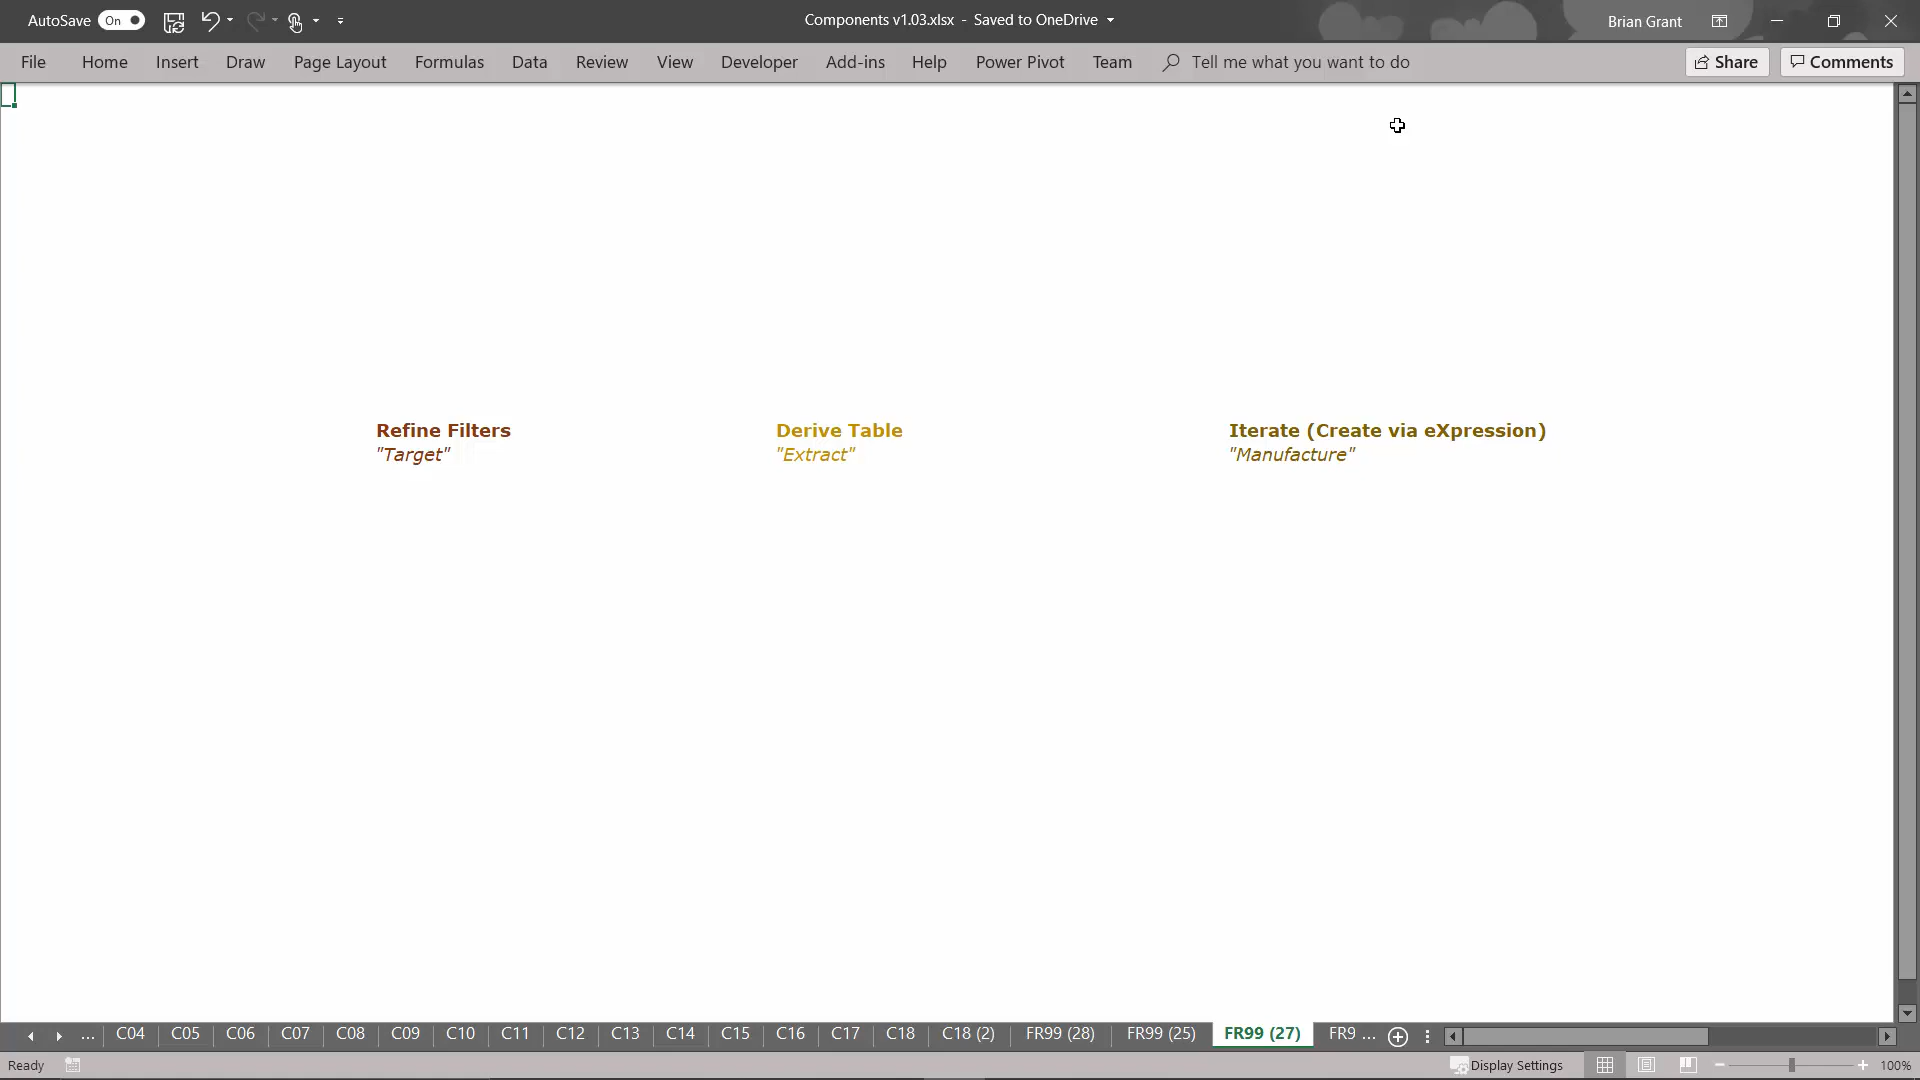 AutoSave On Components v1.03.xlsx - Saved to OneDrive Brian Grant
File Home Insert Draw Page Layout Formulas Data Review View Developer Add-ins Help Power Pivot Team Tell me what you want to do Share Comments
Refine Filters Derive Table Iterate (Create via eXpression)
"Target" "Extract" "Manufacture"
... C04 C05 C06 C07 C08 C09 C10 C11 C12 C13 C14 C15 C16 C17 C18 C18 (2) FR99 (28) FR99 (25) FR99 (27) FR9 ...
Ready Display Settings 100%